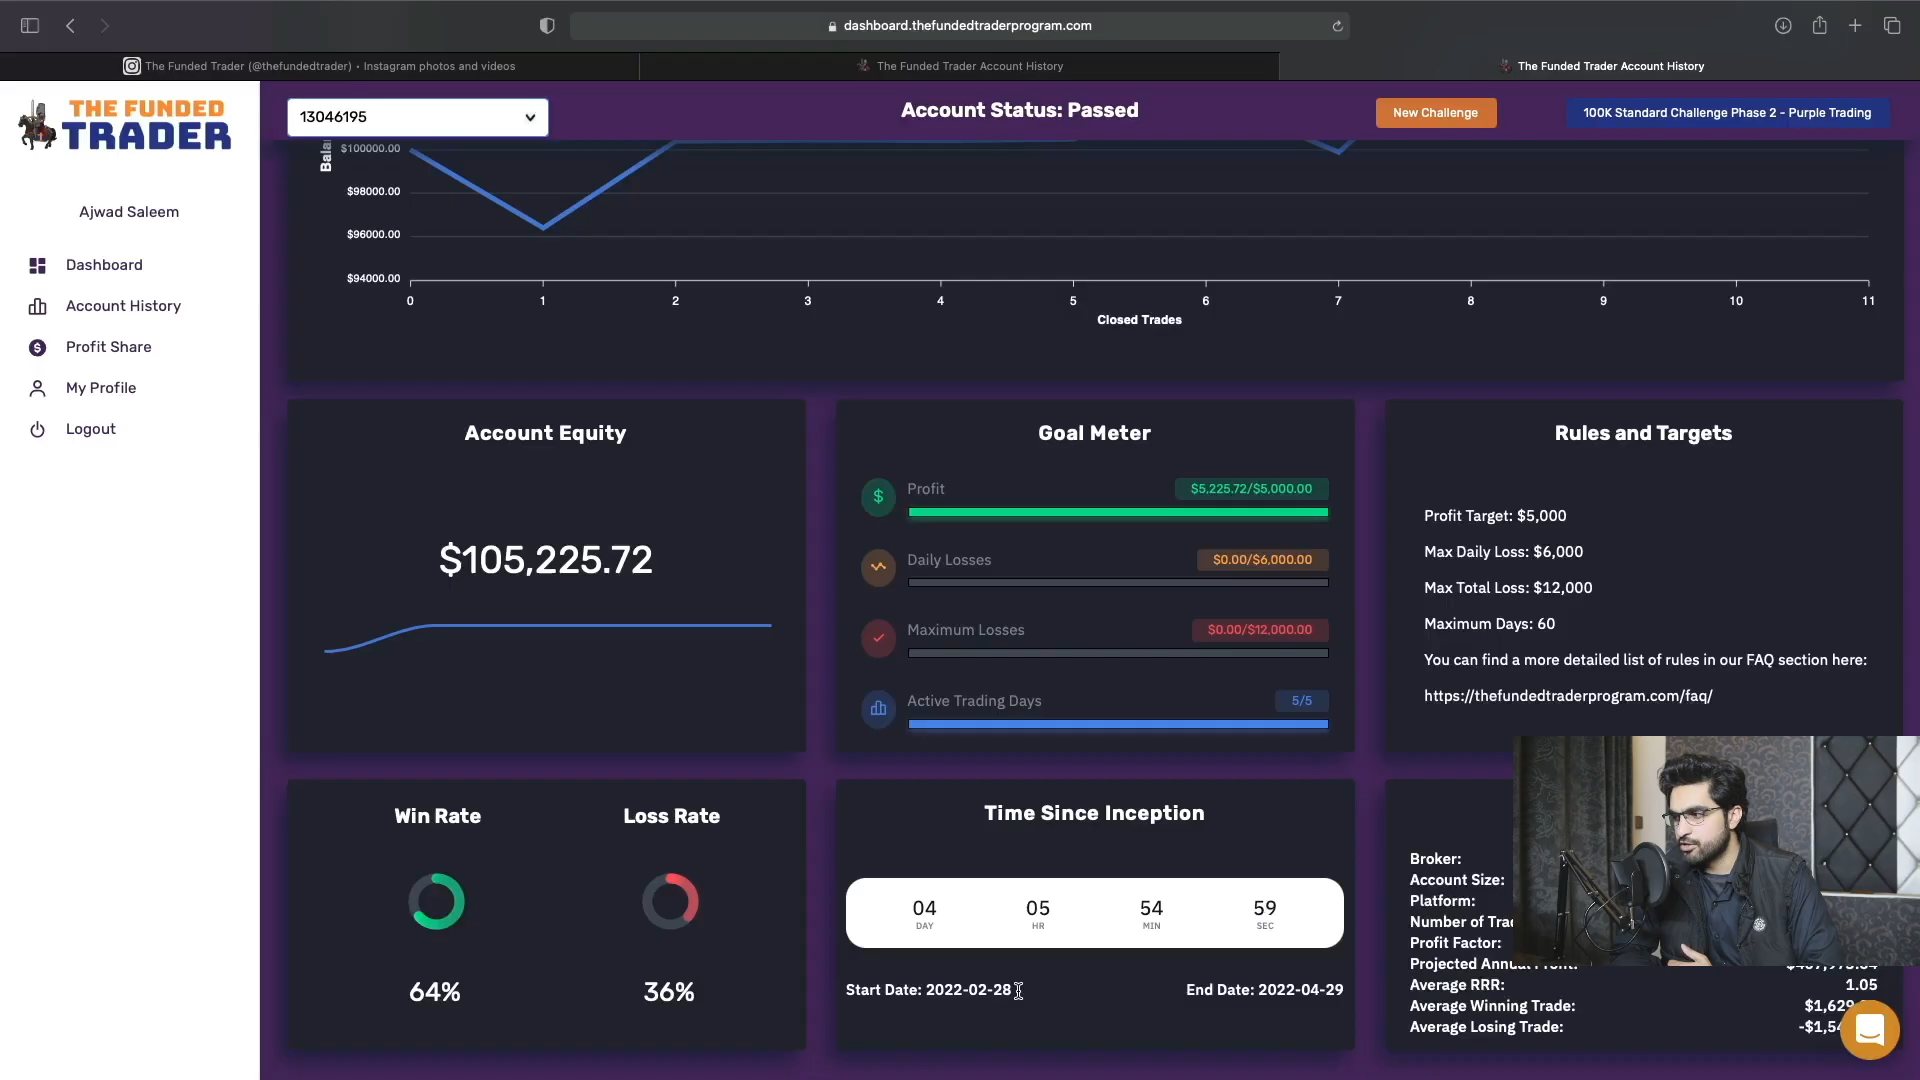 dashboard.thefundedtraderprogram.com
The Funded Trader (@thefundedtrader) • Instagram photos and videos
The Funded Trader Account History
The Funded Trader Account History
THE FUNDED
TRADER
13046195
Account Status: Passed
New Challenge
100K Standard Challenge Phase 2 - Purple Trading
Ajwad Saleem
Dashboard
Account History
Profit Share
My Profile
Logout
$100000.00
$98000.00
$96000.00
$94000.00
0 1 2 3 4 5 6 7 8 9 10 11
Closed Trades
Account Equity
$105,225.72
Goal Meter
Profit
$5,225.72/$5,000.00
Daily Losses
$0.00/$6,000.00
Maximum Losses
$0.00/$12,000.00
Active Trading Days
5/5
Rules and Targets
Profit Target: $5,000
Max Daily Loss: $6,000
Max Total Loss: $12,000
Maximum Days: 60
You can find a more detailed list of rules in our FAQ section here:
https://thefundedtraderprogram.com/faq/
Win Rate
64%
Loss Rate
36%
Time Since Inception
04 05 54 59
DAY HR MIN SEC
Start Date: 2022-02-28
End Date: 2022-04-29
Broker:
Account Size:
Platform:
Number of
Profit Factor:
Projected
Average RRR: 1.05
Average Winning Trade:
Average Losing Trade: